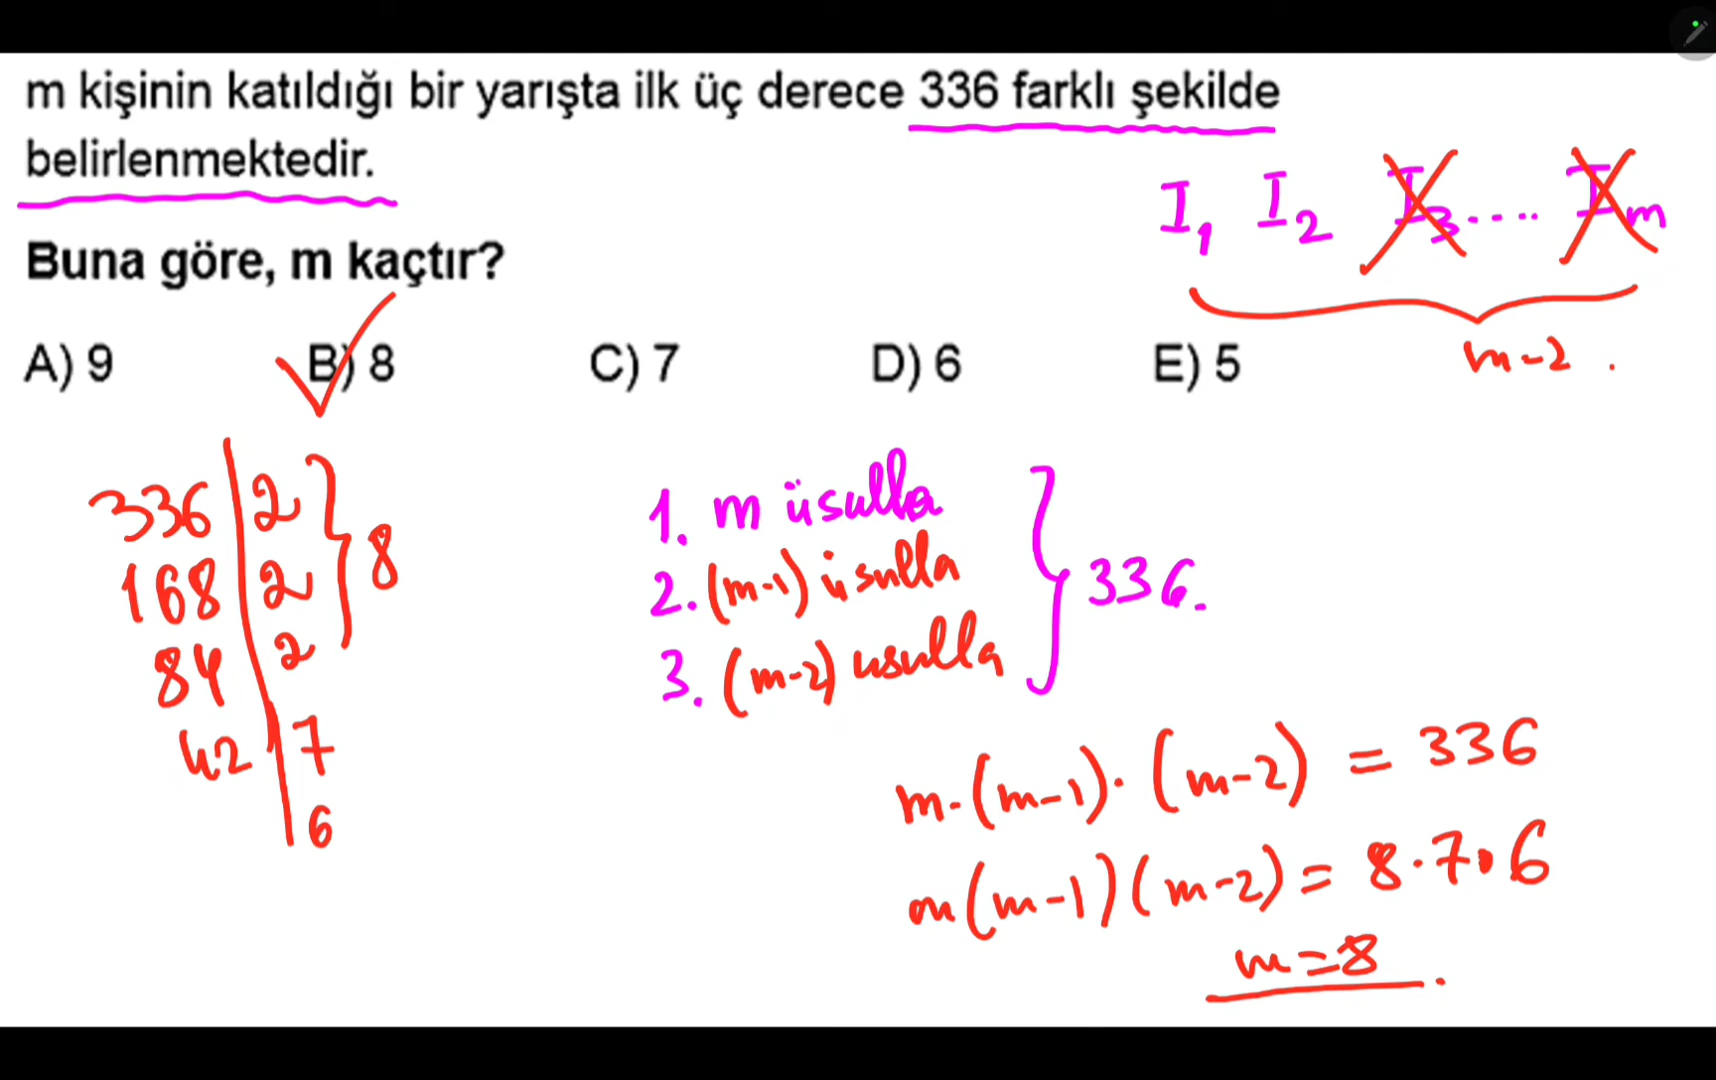 m kişinin katıldığı bir yarışta ilk üç derece 336 farklı şekilde
belirlenmektedir.
I₁ I₂ I₃..... Iₘ
m-2 .
Buna göre, m kaçtır?
A) 9 B) 8 C) 7 D) 6 E) 5
336 | 2
168 | 2
84 | 2
42 | 7
| 6
8
1. m üsulla
2. (m-1) üsulla
3. (m-2) usulla
336.
m·(m-1)·(m-2) = 336
m(m-1)(m-2) = 8·7·6
m=8.